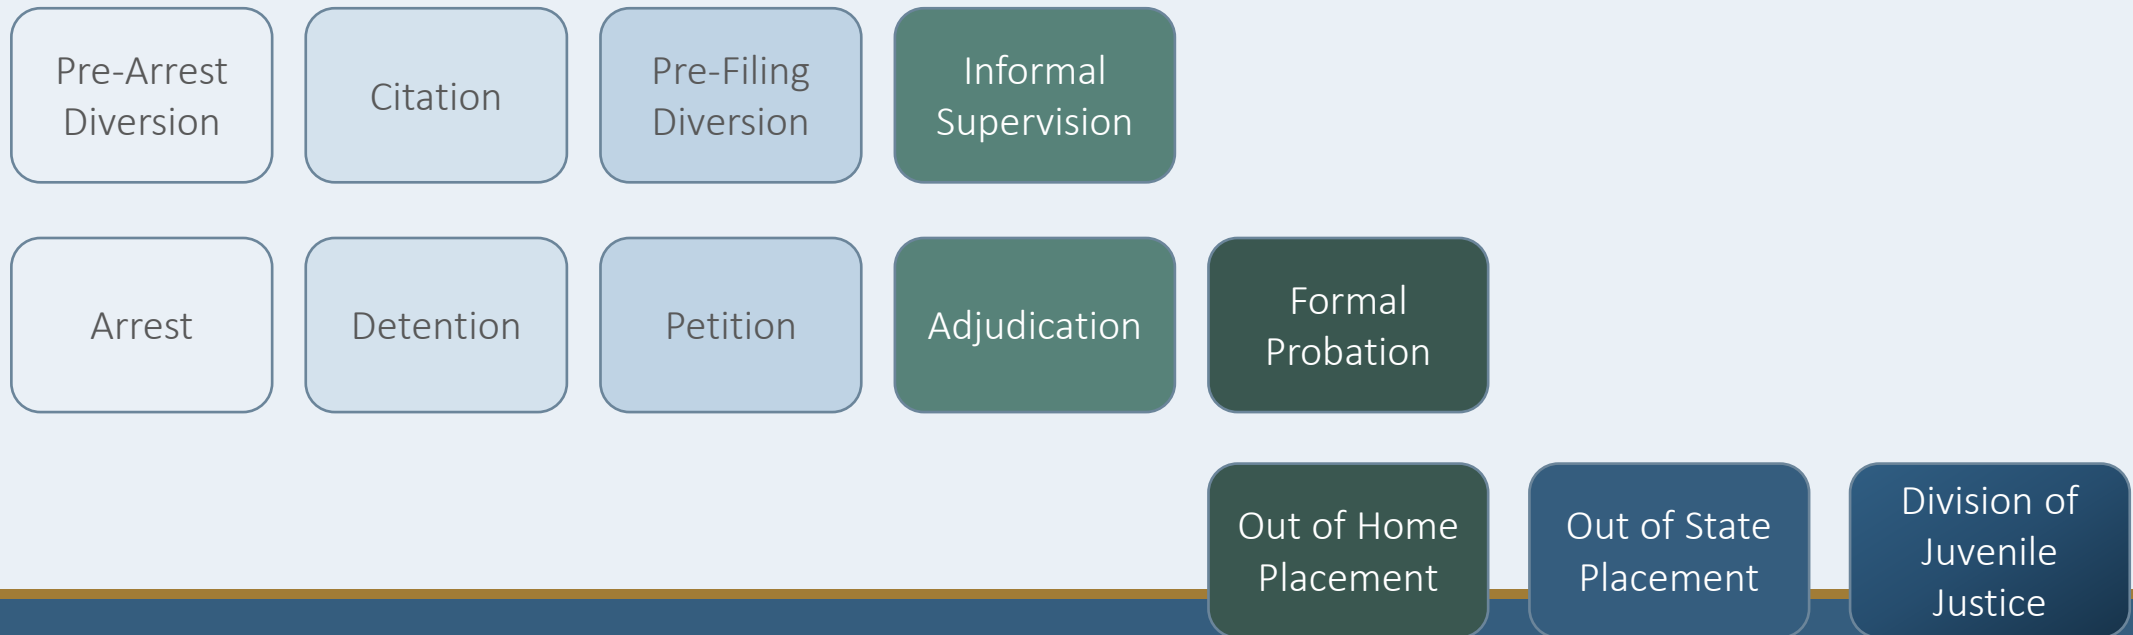 Pre-Arrest
Diversion
Citation
Pre-Filing
Diversion
Informal
Supervision
Arrest
Detention
Petition
Adjudication
Formal
Probation
Out of Home
Placement
Out of State
Placement
Division of
Juvenile
Justice